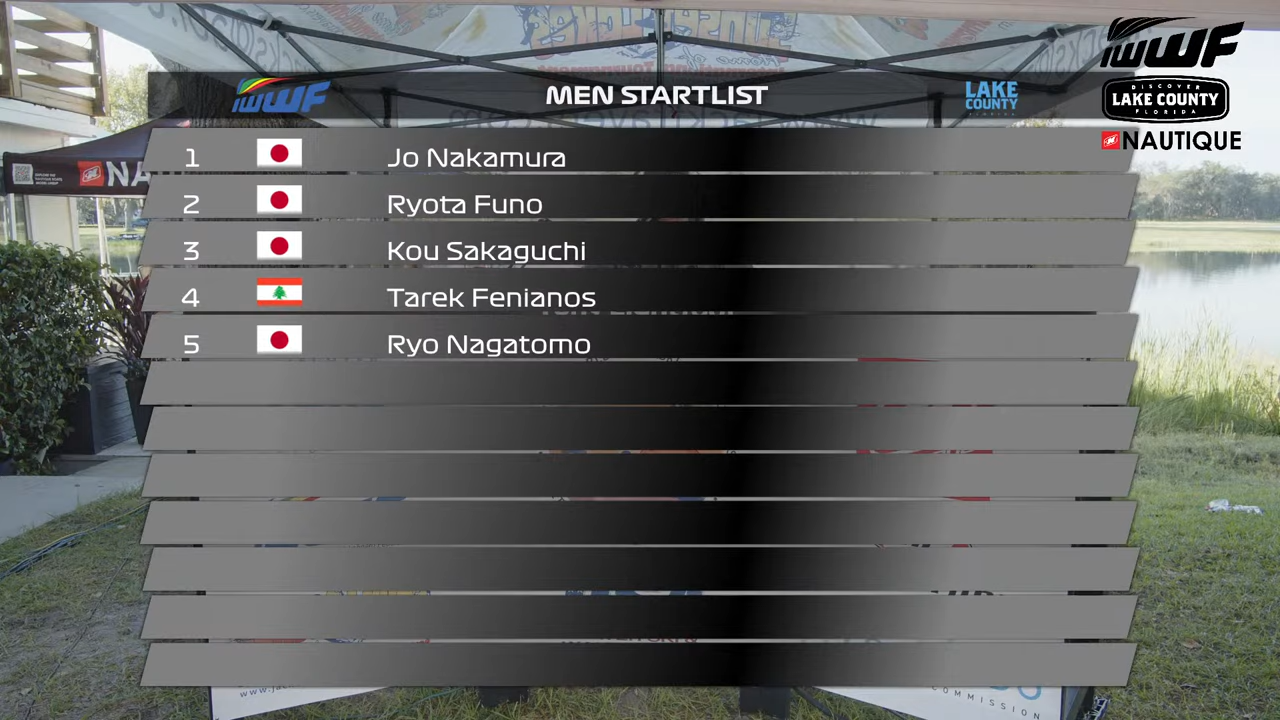 IWWF
MEN STARTLIST
LAKE COUNTY
IWWF
DISCOVER
LAKE COUNTY
FLORIDA
NAUTIQUE
1 Jo Nakamura
2 Ryota Funo
3 Kou Sakaguchi
4 Tarek Fenianos
5 Ryo Nagatomo
COMMISSION